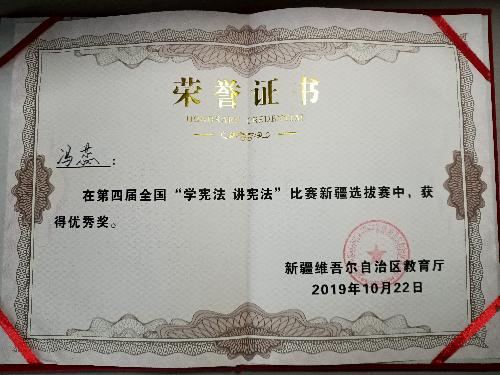 荣誉证书
HONORARY CREDENTIAL
冯燕:
在第四届全国“学宪法 讲宪法”比赛新疆选拔赛中,获
得优秀奖。
新疆维吾尔自治区教育厅
2019年10月22日